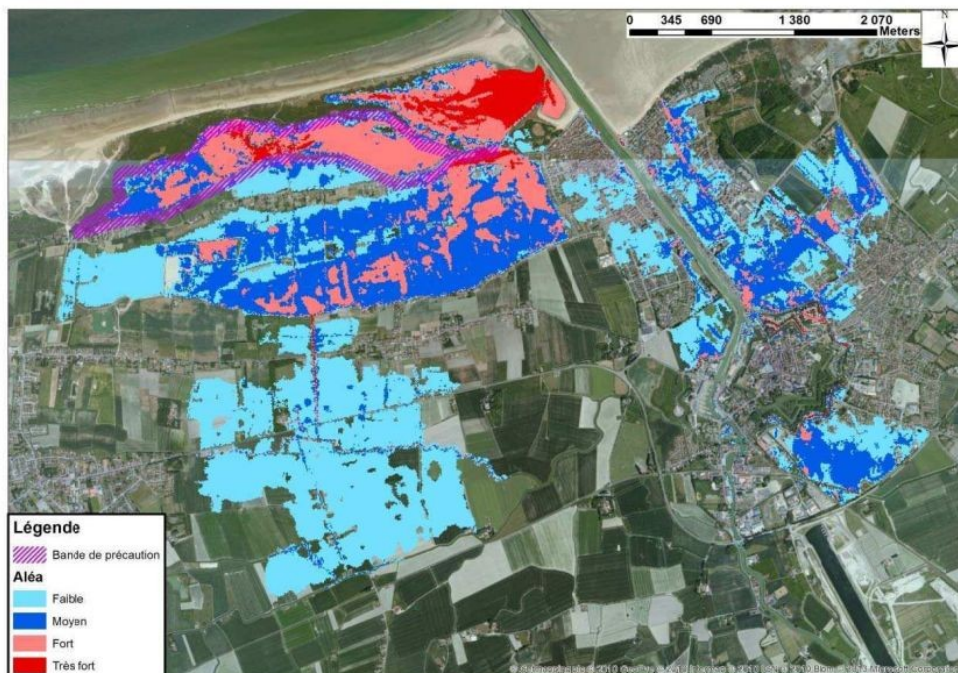 0 345 690 1 380 2 070
Meters
N
Légende
Bande de précaution
Aléa
Faible
Moyen
Fort
Très fort